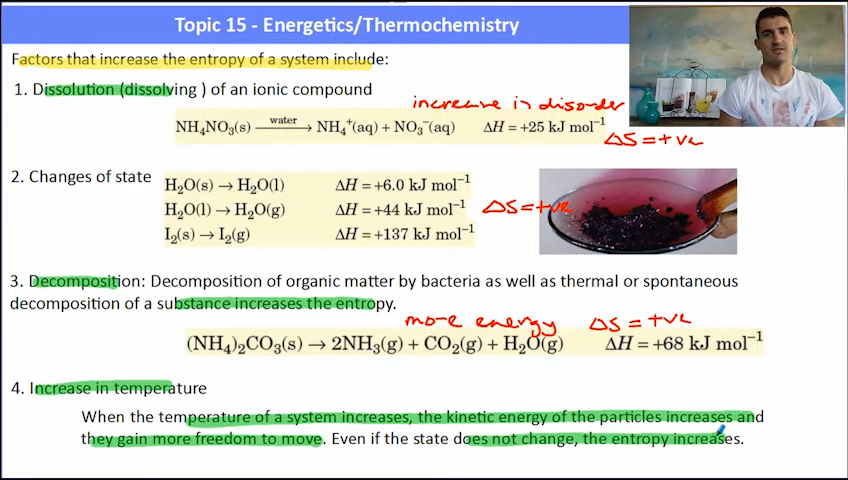 Topic 15 - Energetics/Thermochemistry
Factors that increase the entropy of a system include:
1. Dissolution (dissolving ) of an ionic compound
increase in disorder
NH₄NO₃(s) —water→ NH₄⁺(aq) + NO₃⁻(aq) ΔH = +25 kJ mol⁻¹
ΔS = +ve
2. Changes of state
H₂O(s) → H₂O(l) ΔH = +6.0 kJ mol⁻¹
H₂O(l) → H₂O(g) ΔH = +44 kJ mol⁻¹ ΔS = +ve
I₂(s) → I₂(g) ΔH = +137 kJ mol⁻¹
3. Decomposition: Decomposition of organic matter by bacteria as well as thermal or spontaneous
decomposition of a substance increases the entropy.
more energy ΔS = +ve
(NH₄)₂CO₃(s) → 2NH₃(g) + CO₂(g) + H₂O(g) ΔH = +68 kJ mol⁻¹
4. Increase in temperature
When the temperature of a system increases, the kinetic energy of the particles increases and
they gain more freedom to move. Even if the state does not change, the entropy increases.